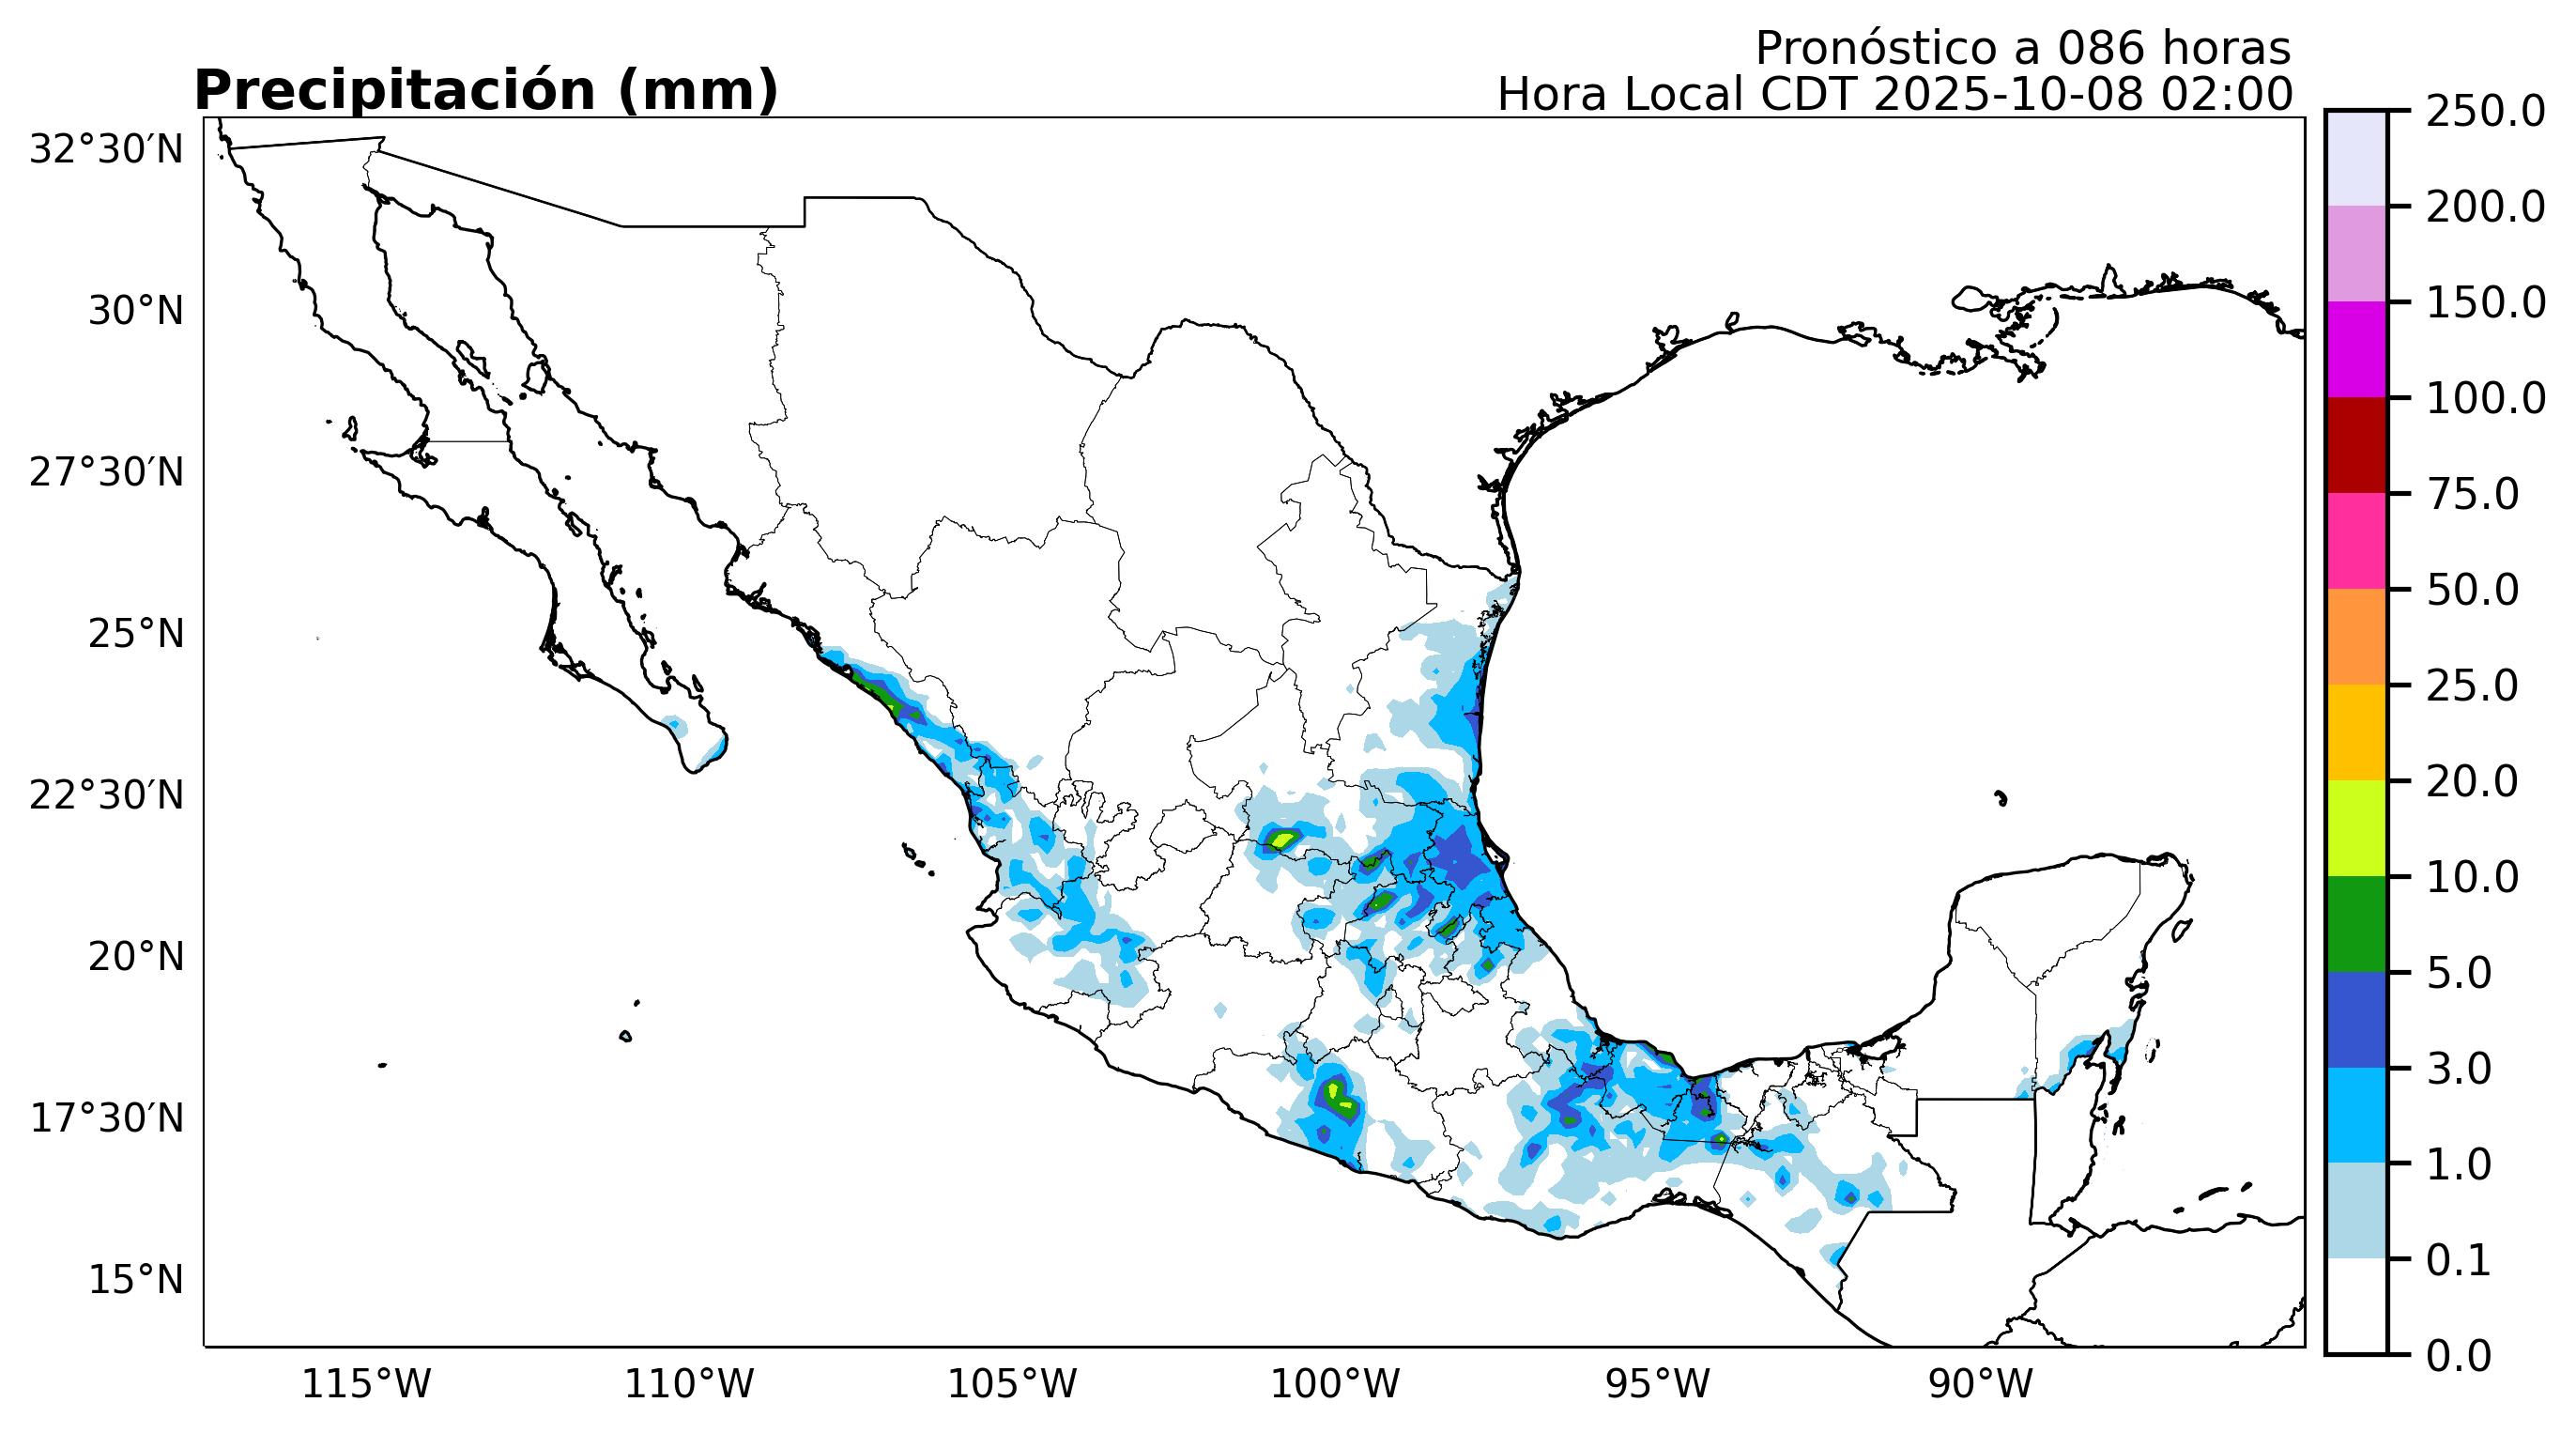 Pronóstico a 086 horas
Precipitación (mm)
Hora Local CDT 2025-10-08 02:00
32°30′N
30°N
27°30′N
25°N
22°30′N
20°N
17°30′N
15°N
115°W
110°W
105°W
100°W
95°W
90°W
250.0
200.0
150.0
100.0
75.0
50.0
25.0
20.0
10.0
5.0
3.0
1.0
0.1
0.0